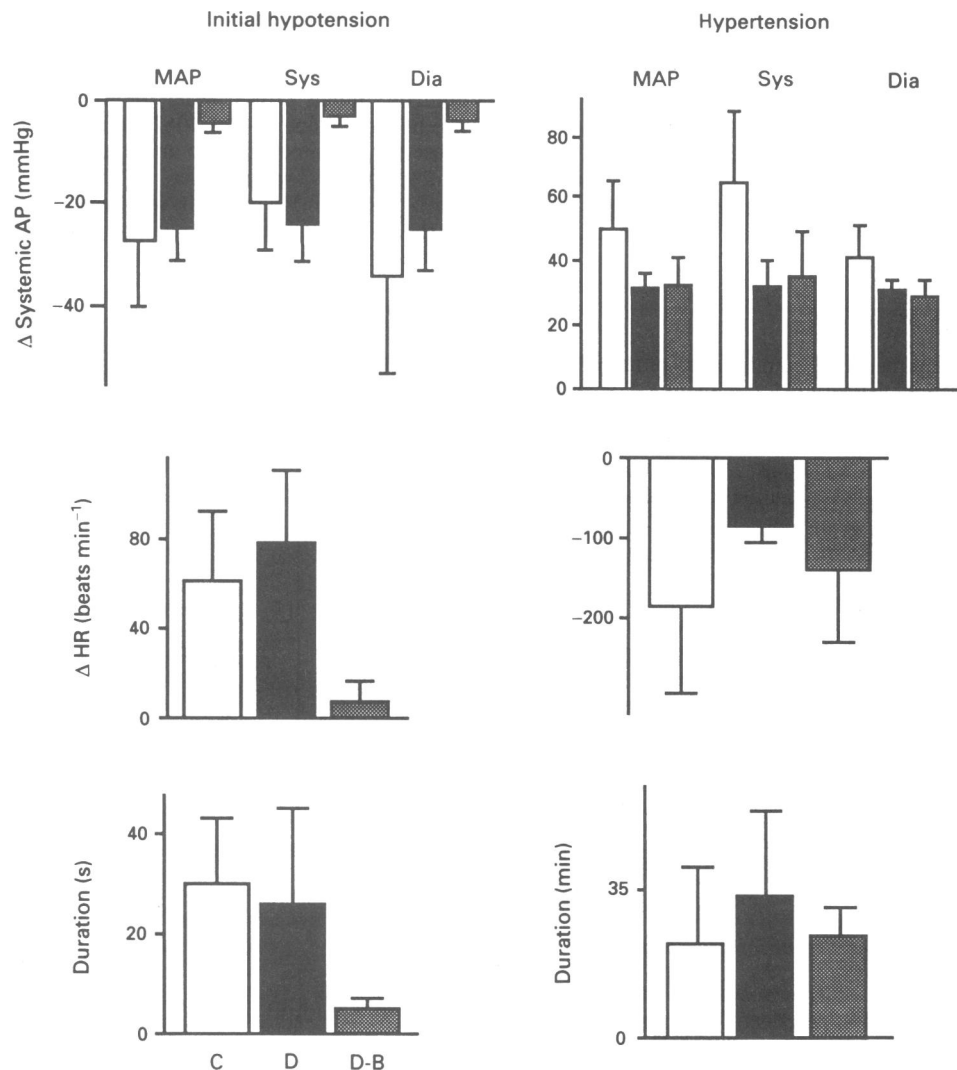 Initial hypotension
Hypertension
MAP Sys Dia
0
−20
−40
Δ Systemic AP (mmHg)
MAP Sys Dia
80
60
40
20
0
80
40
0
Δ HR (beats min⁻¹)
0
−100
−200
40
20
0
Duration (s)
C D D-B
35
0
Duration (min)